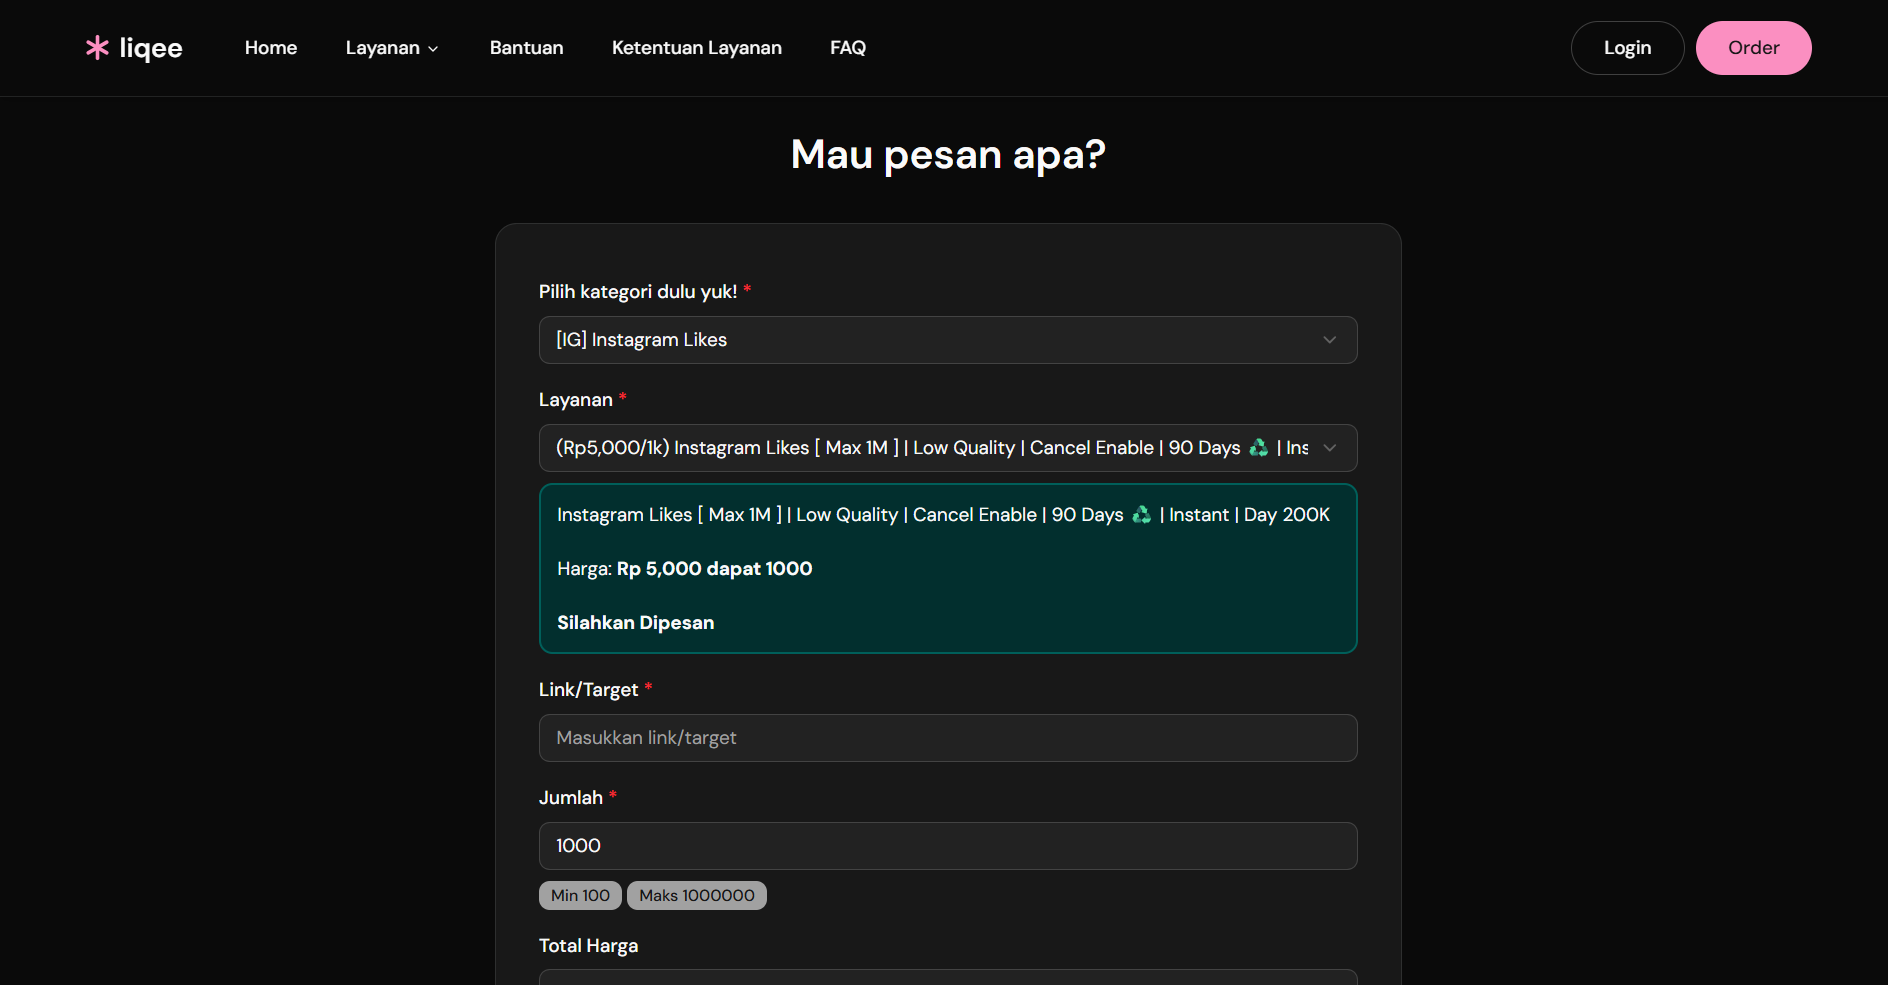 liqee
Home
Layanan
Bantuan
Ketentuan Layanan
FAQ
Login
Order
Mau pesan apa?
Pilih kategori dulu yuk! *
[IG] Instagram Likes
Layanan *
(Rp5,000/1k) Instagram Likes [ Max 1M ] | Low Quality | Cancel Enable | 90 Days ♻️ | Ins
Instagram Likes [ Max 1M ] | Low Quality | Cancel Enable | 90 Days ♻️ | Instant | Day 200K
Harga: Rp 5,000 dapat 1000
Silahkan Dipesan
Link/Target *
Masukkan link/target
Jumlah *
1000
Min 100
Maks 1000000
Total Harga